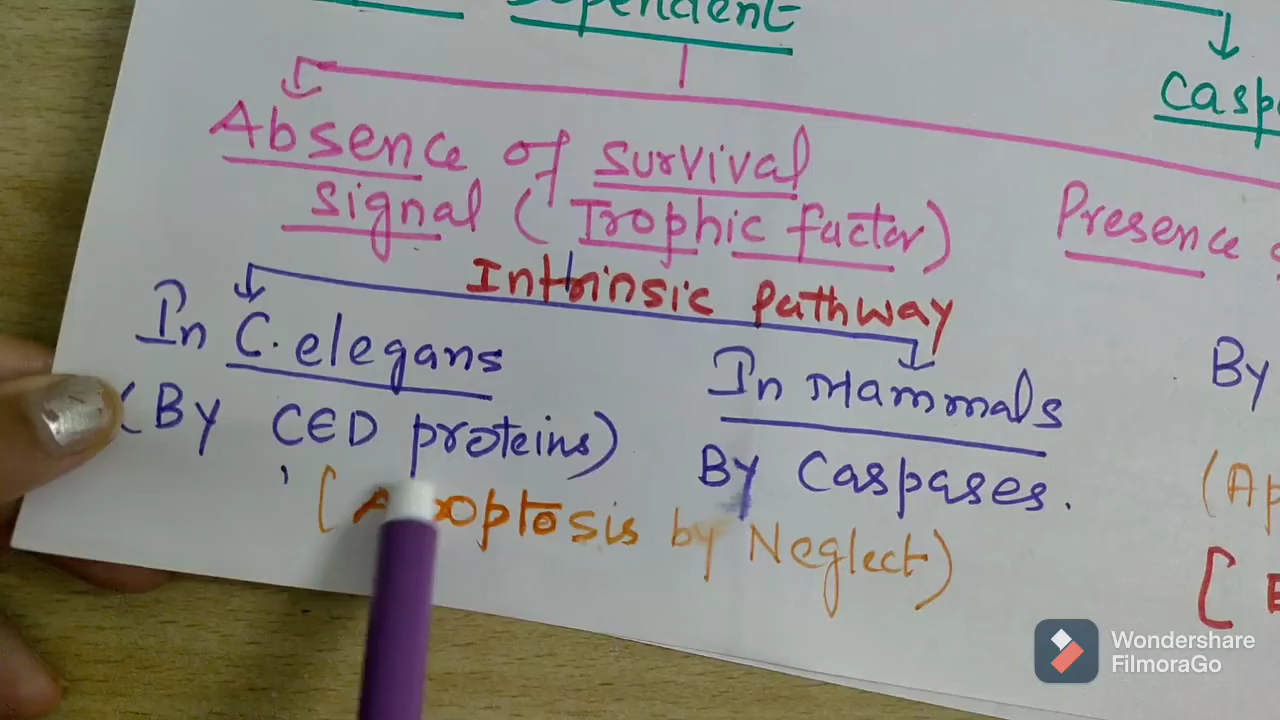 Dependent
Casp
Absence of survival
signal (Trophic factor)
Presence
Intrinsic Pathway
In C.elegans
(By CED proteins)
In Mammals
By Caspases.
(Apoptosis by Neglect)
By
(Ap
[
Wondershare
FilmoraGo